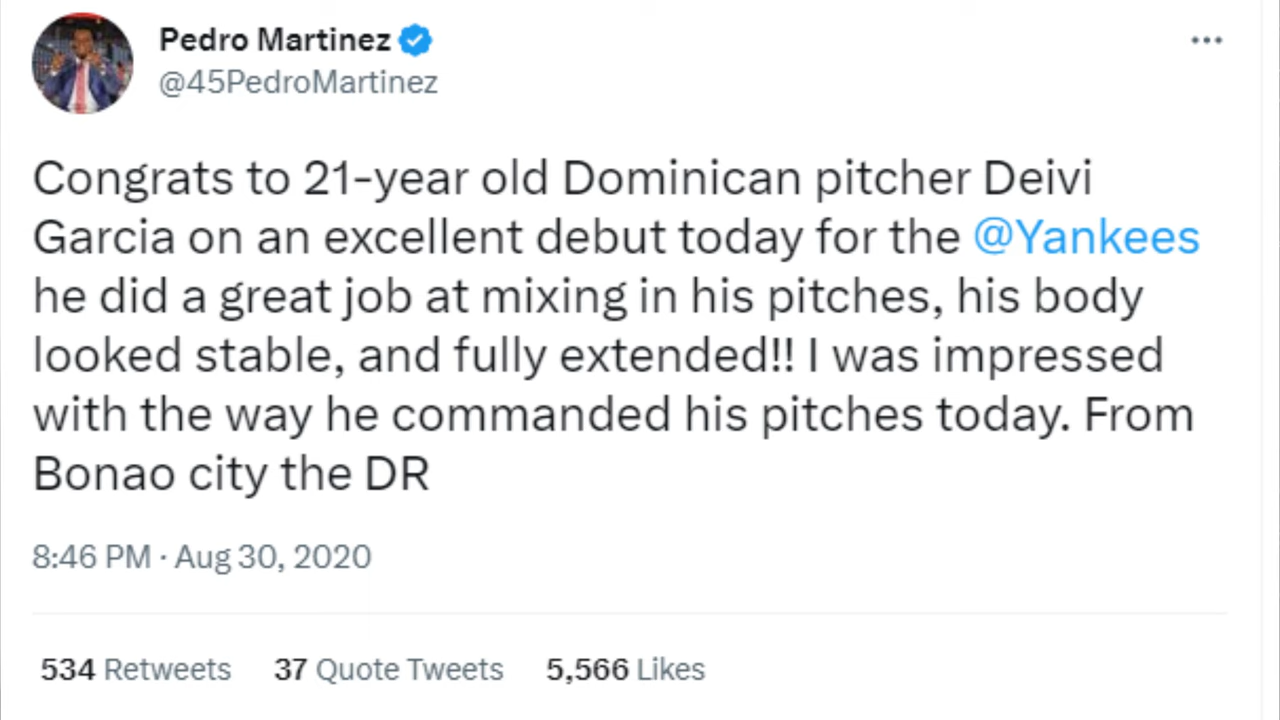 Pedro Martinez
@45PedroMartinez
Congrats to 21-year old Dominican pitcher Deivi
Garcia on an excellent debut today for the @Yankees
he did a great job at mixing in his pitches, his body
looked stable, and fully extended!! I was impressed
with the way he commanded his pitches today. From
Bonao city the DR
8:46 PM · Aug 30, 2020
534 Retweets 37 Quote Tweets 5,566 Likes